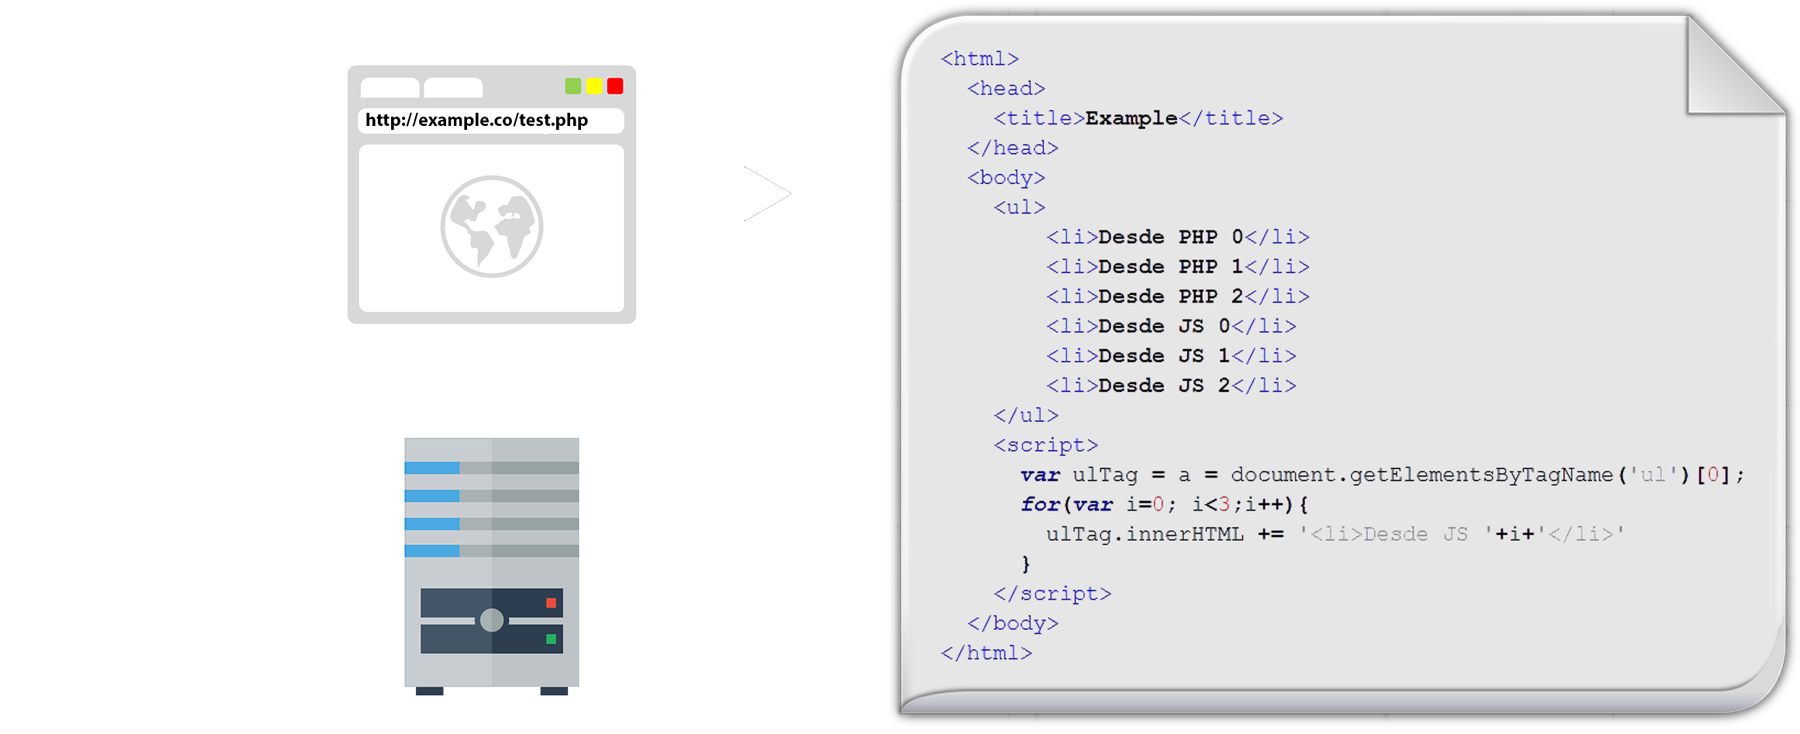 http://example.co/test.php
<html>
<head>
<title>Example</title>
</head>
<body>
<ul>
<li>Desde PHP 0</li>
<li>Desde PHP 1</li>
<li>Desde PHP 2</li>
<li>Desde JS 0</li>
<li>Desde JS 1</li>
<li>Desde JS 2</li>
</ul>
<script>
var ulTag = a = document.getElementsByTagName('ul')[0];
for(var i=0; i<3;i++){
ulTag.innerHTML += '<li>Desde JS '+i+'</li>'
}
</script>
</body>
</html>